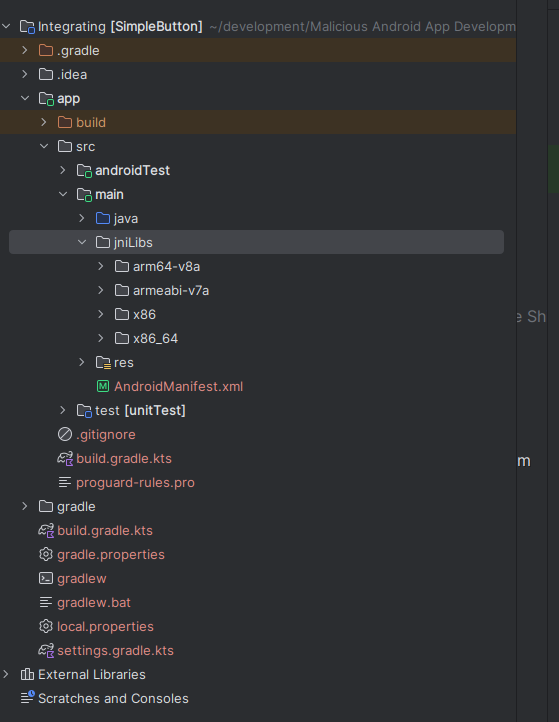 Integrating [SimpleButton] ~/development/Malicious Android App Developm
.gradle
.idea
app
build
src
androidTest
main
java
jniLibs
arm64-v8a
armeabi-v7a
x86
e Sh
x86_64
res
AndroidManifest.xml
test [unitTest]
.gitignore
build.gradle.kts
m
proguard-rules.pro
gradle
build.gradle.kts
gradle.properties
gradlew
gradlew.bat
local.properties
settings.gradle.kts
External Libraries
Scratches and Consoles